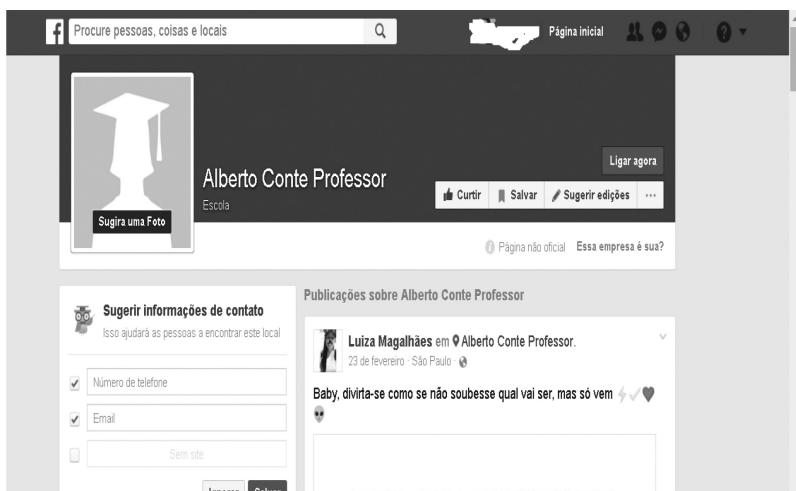 f Procure pessoas, coisas e locais Página inicial ?
Ligar agora
Alberto Conte Professor
Escola
Curtir Salvar Sugerir edições ...
Sugira uma Foto
Página não oficial Essa empresa é sua?
Sugerir informações de contato
Isso ajudará as pessoas a encontrar este local
Número de telefone
Email
Sem site
Ignorar Salvar
Publicações sobre Alberto Conte Professor
Luiza Magalhães em Alberto Conte Professor.
23 de fevereiro · São Paulo ·
Baby, divirta-se como se não soubesse qual vai ser, mas só vem ⚡✓♥
👽